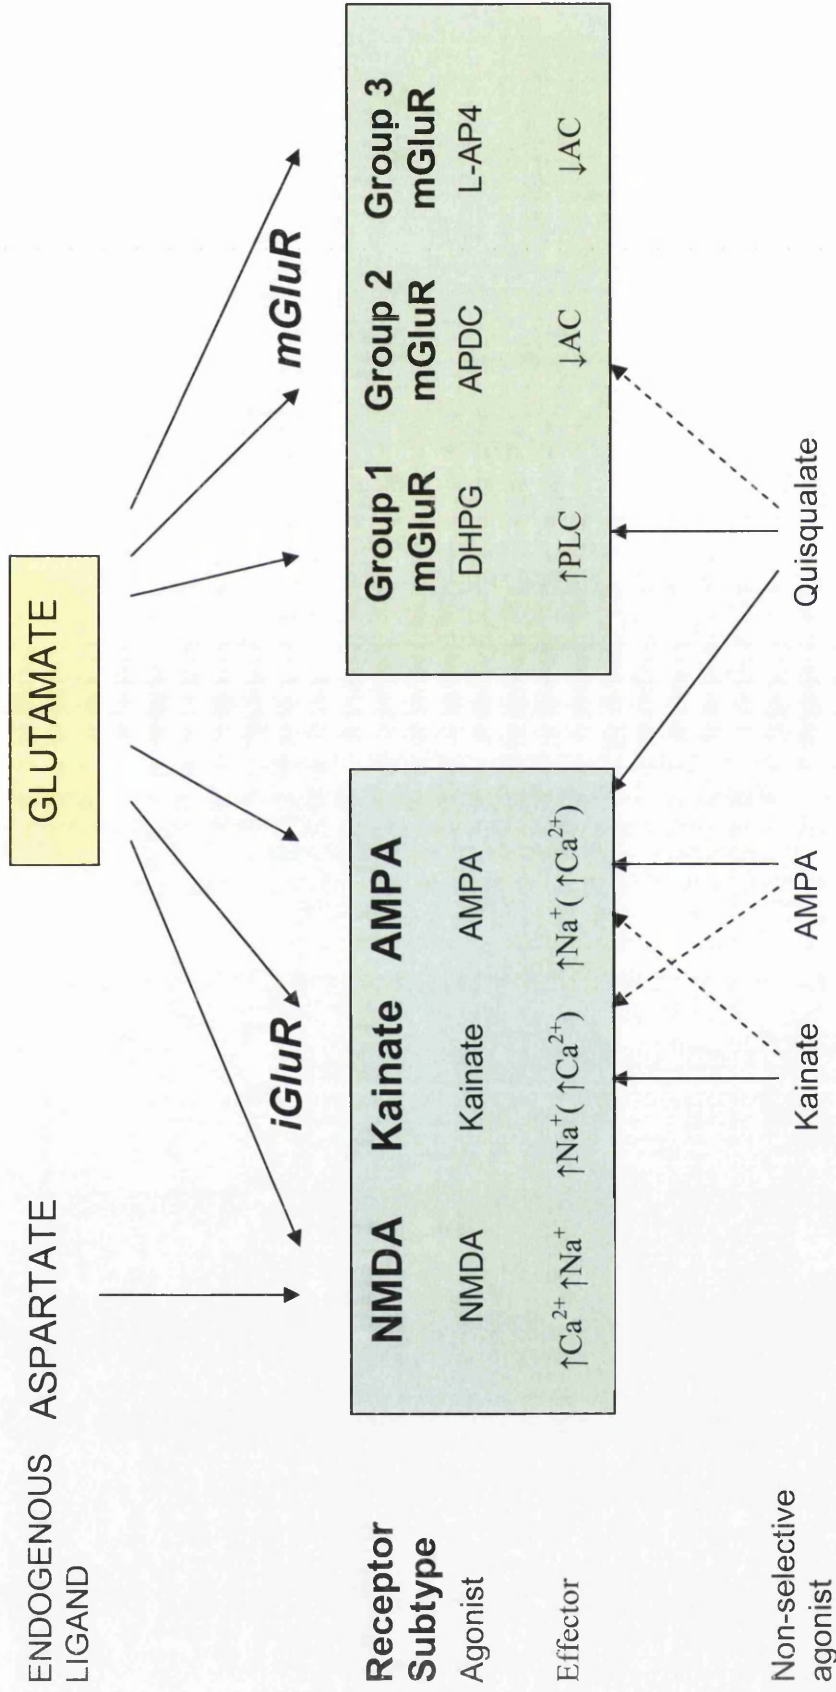 ENDOGENOUS LIGAND
ASPARTATE
GLUTAMATE
iGluR
mGluR
Receptor Subtype
NMDA Kainate AMPA
Group 1 mGluR
Group 2 mGluR
Group 3 mGluR
Agonist
NMDA Kainate AMPA DHPG APDC L-AP4
Effector
↑Ca²⁺ ↑Na⁺ ↑Na⁺(↑Ca²⁺) ↑Na⁺(↑Ca²⁺) ↑PLC ↓AC ↓AC
Non-selective agonist
Kainate AMPA Quisqualate